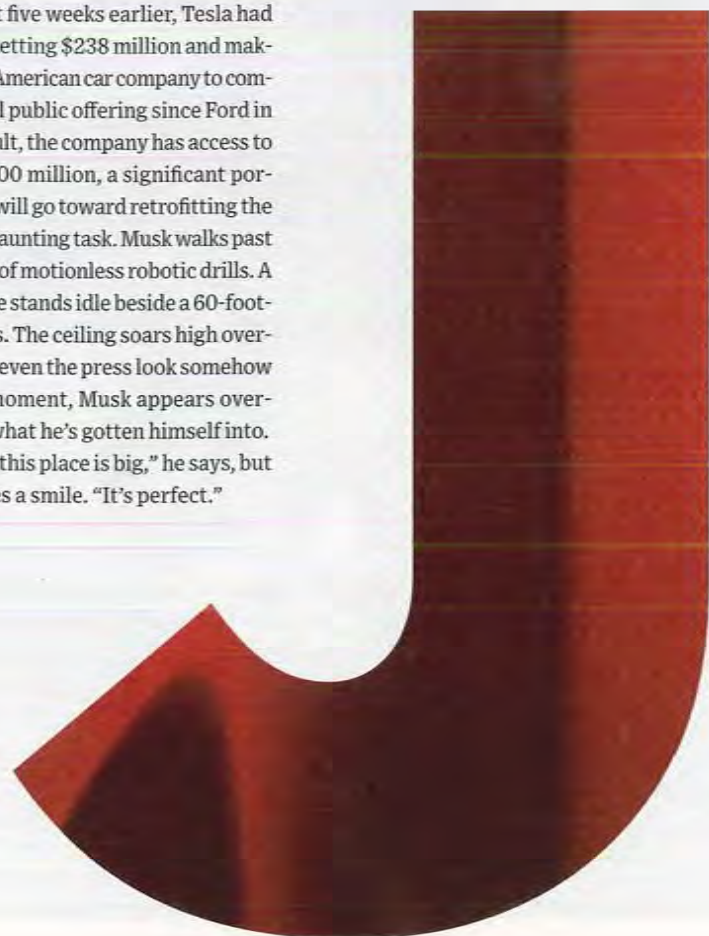 t five weeks earlier, Tesla had
etting $238 million and mak-
American car company to com-
l public offering since Ford in
ult, the company has access to
00 million, a significant por-
will go toward retrofitting the
aunting task. Musk walks past
of motionless robotic drills. A
e stands idle beside a 60-foot-
s. The ceiling soars high over-
even the press look somehow
noment, Musk appears over-
what he's gotten himself into.
this place is big,” he says, but
es a smile. “It's perfect.”
J